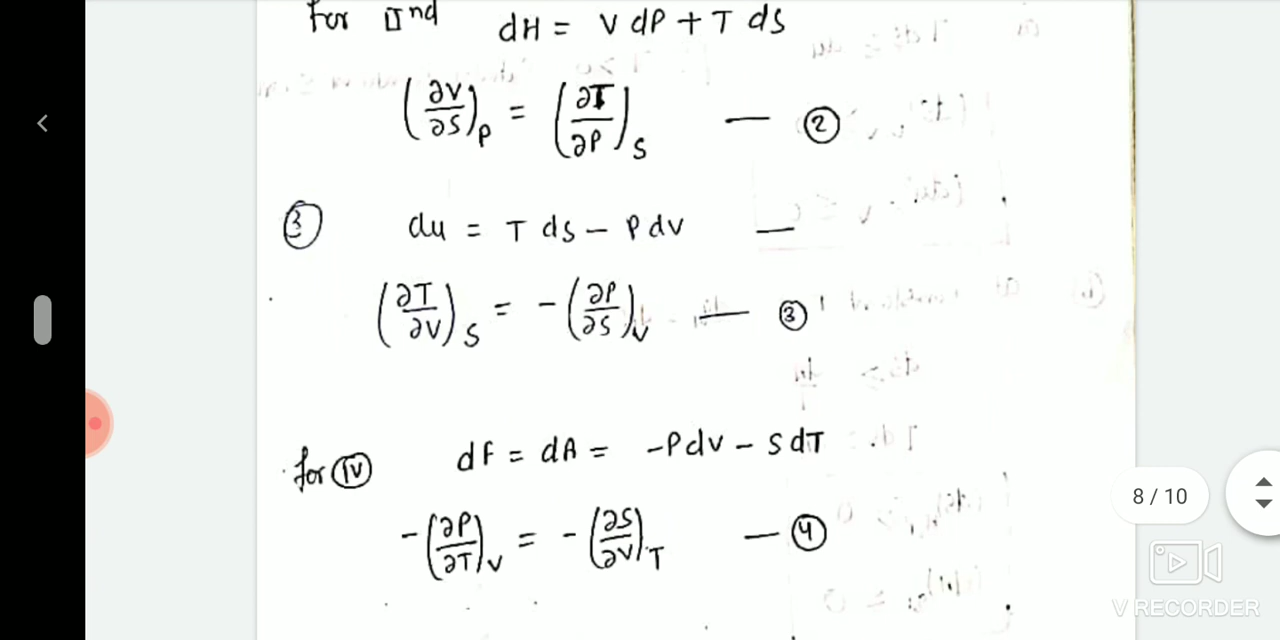 For IInd dH = V dP + T ds
(∂V/∂S)P = (∂T/∂P)S — ②
③ du = T ds − P dv —
(∂T/∂V)S = −(∂P/∂S)V — ③
for ⓘⓥ dF = dA = −Pdv − S dT
−(∂P/∂T)V = −(∂S/∂V)T — ④
8 / 10
V RECORDER